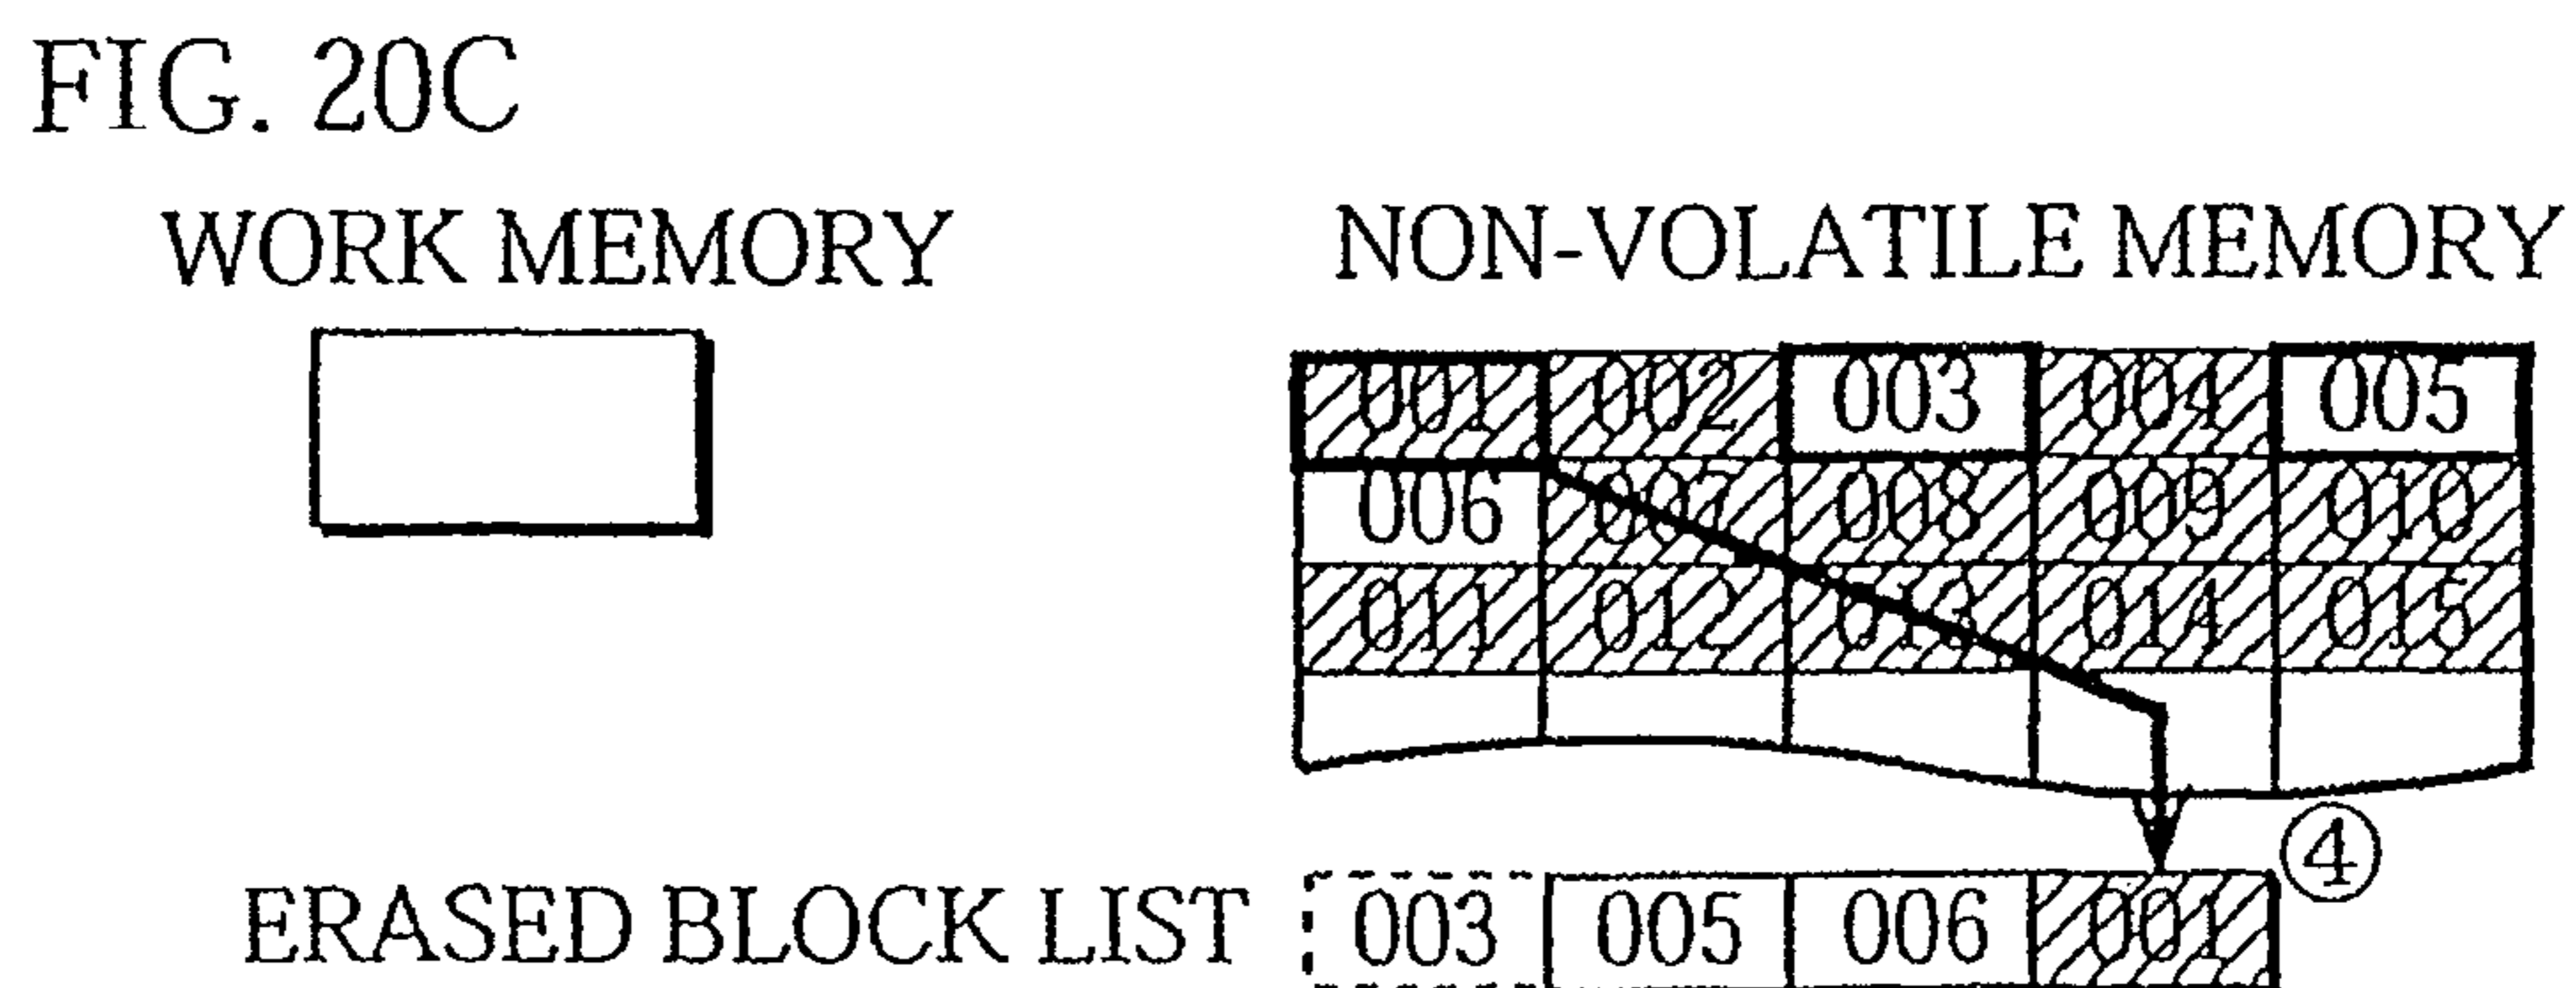 FIG. 20C
WORK MEMORY
NON-VOLATILE MEMORY
001 002 003 004 005
006 007 008 009 010
011 012 013 014 015
④
ERASED BLOCK LIST 003 005 006 001